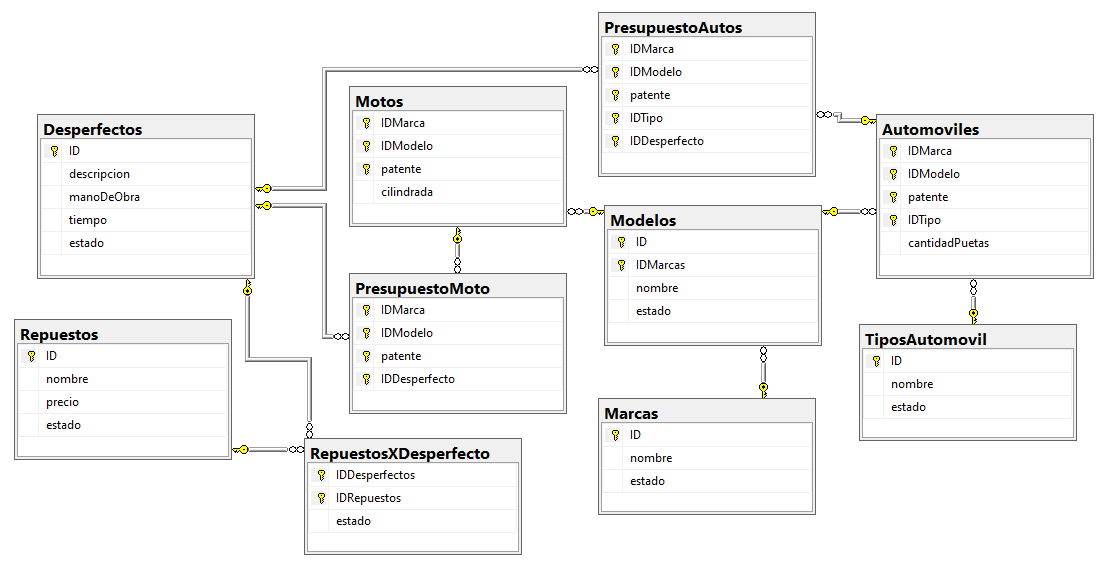 PresupuestoAutos
IDMarca
IDModelo
patente
IDTipo
IDDesperfecto
Motos
IDMarca
IDModelo
patente
cilindrada
Desperfectos
ID
descripcion
manoDeObra
tiempo
estado
Automoviles
IDMarca
IDModelo
patente
IDTipo
cantidadPuetas
Modelos
ID
IDMarcas
nombre
estado
PresupuestoMoto
IDMarca
IDModelo
patente
IDDesperfecto
Repuestos
ID
nombre
precio
estado
TiposAutomovil
ID
nombre
estado
Marcas
ID
nombre
estado
RepuestosXDesperfecto
IDDesperfectos
IDRepuestos
estado